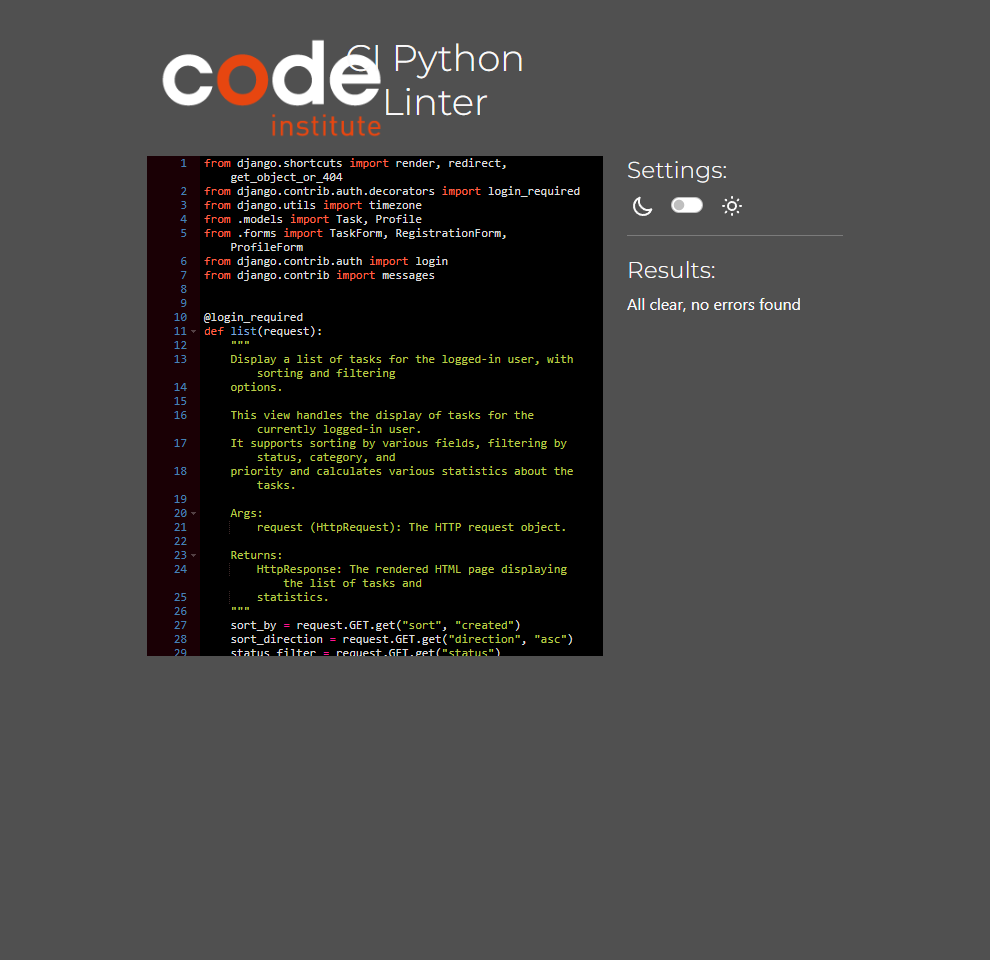 code
institute
CI Python
Linter
1 from django.shortcuts import render, redirect,
get_object_or_404
2 from django.contrib.auth.decorators import login_required
3 from django.utils import timezone
4 from .models import Task, Profile
5 from .forms import TaskForm, RegistrationForm,
ProfileForm
6 from django.contrib.auth import login
7 from django.contrib import messages
8
9
10 @login_required
11 def list(request):
12 """
13 Display a list of tasks for the logged-in user, with
sorting and filtering
14 options.
15
16 This view handles the display of tasks for the
currently logged-in user.
17 It supports sorting by various fields, filtering by
status, category, and
18 priority and calculates various statistics about the
tasks.
19
20 Args:
21 request (HttpRequest): The HTTP request object.
22
23 Returns:
24 HttpResponse: The rendered HTML page displaying
the list of tasks and
25 statistics.
26 """
27 sort_by = request.GET.get("sort", "created")
28 sort_direction = request.GET.get("direction", "asc")
29 status_filter = request.GET.get("status")
Settings:
Results:
All clear, no errors found